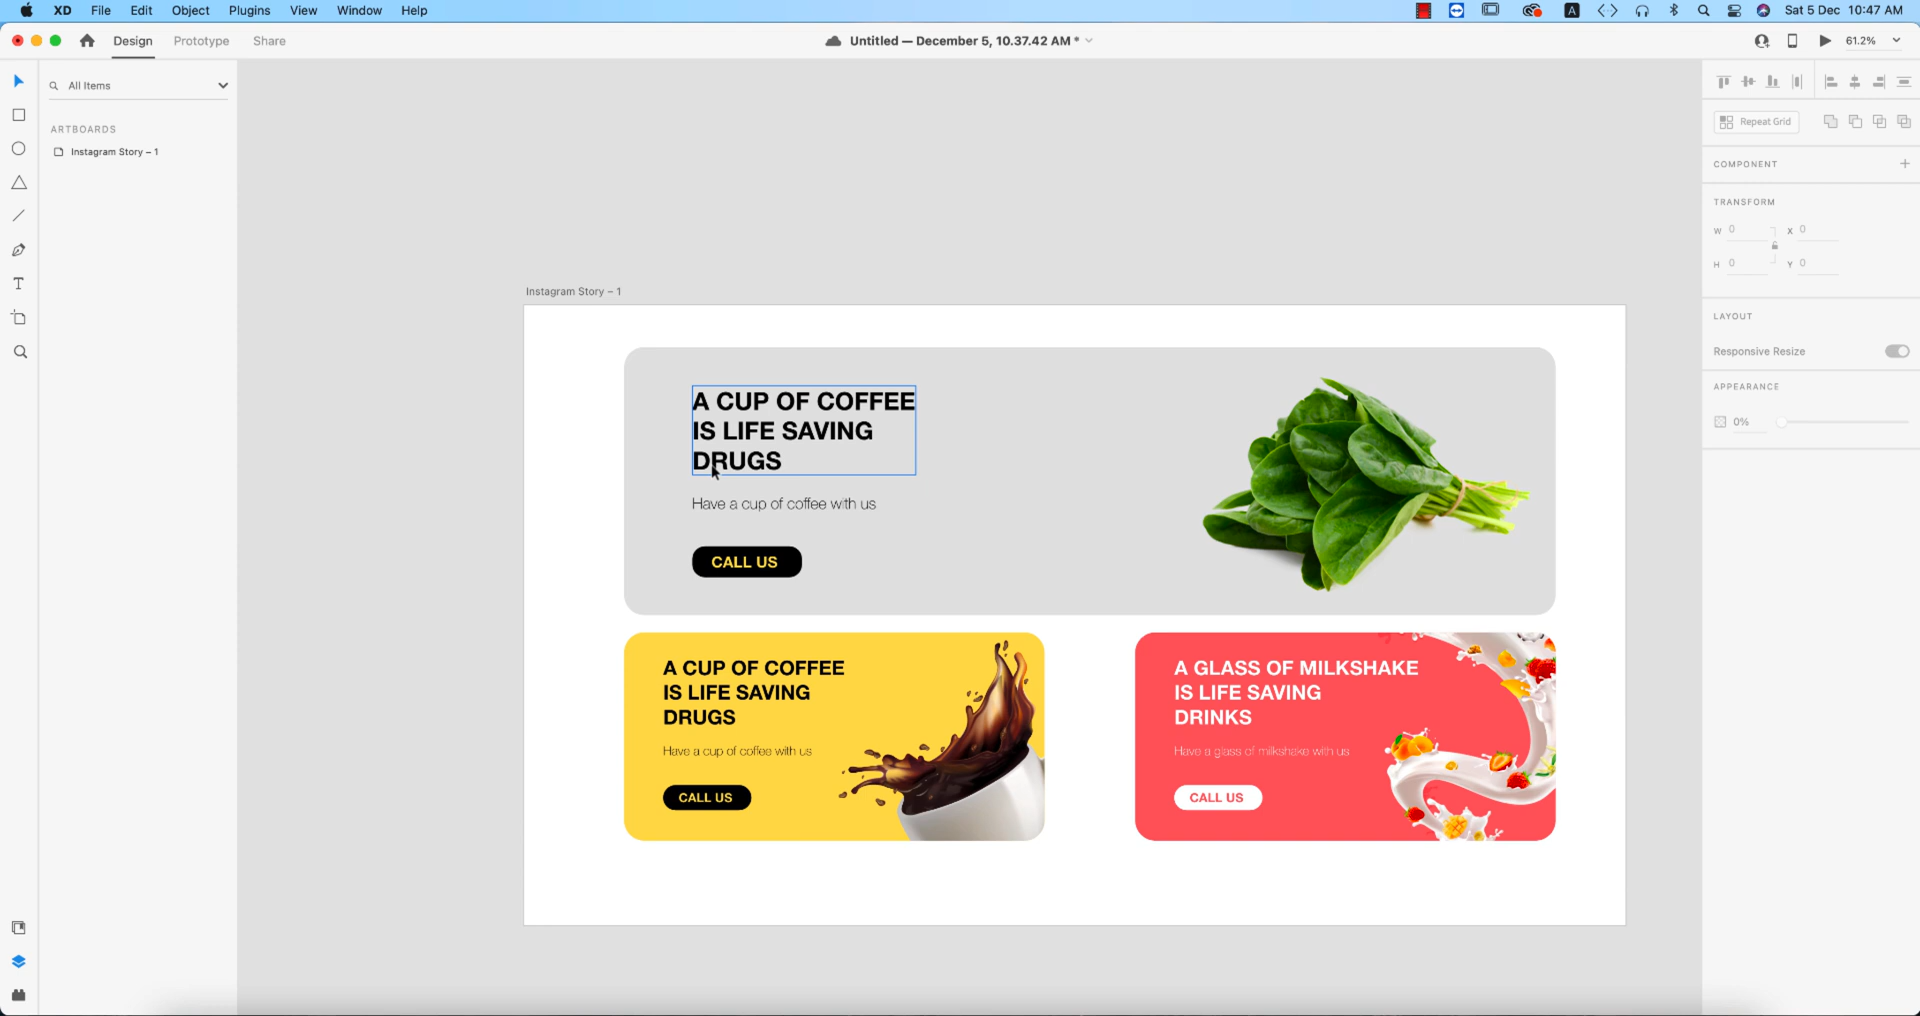 XD File Edit Object Plugins View Window Help
A
Sat 5 Dec 10:47 AM
Design Prototype Share
Untitled — December 5, 10.37.42 AM *
61.2%
All Items
ARTBOARDS
Instagram Story – 1
T
Instagram Story – 1
A CUP OF COFFEE
IS LIFE SAVING
DRUGS
Have a cup of coffee with us
CALL US
A CUP OF COFFEE
IS LIFE SAVING
DRUGS
Have a cup of coffee with us
CALL US
A GLASS OF MILKSHAKE
IS LIFE SAVING
DRINKS
Have a glass of milkshake with us
CALL US
Repeat Grid
COMPONENT
TRANSFORM
W 0 X 0
H 0 Y 0
LAYOUT
Responsive Resize
APPEARANCE
0%